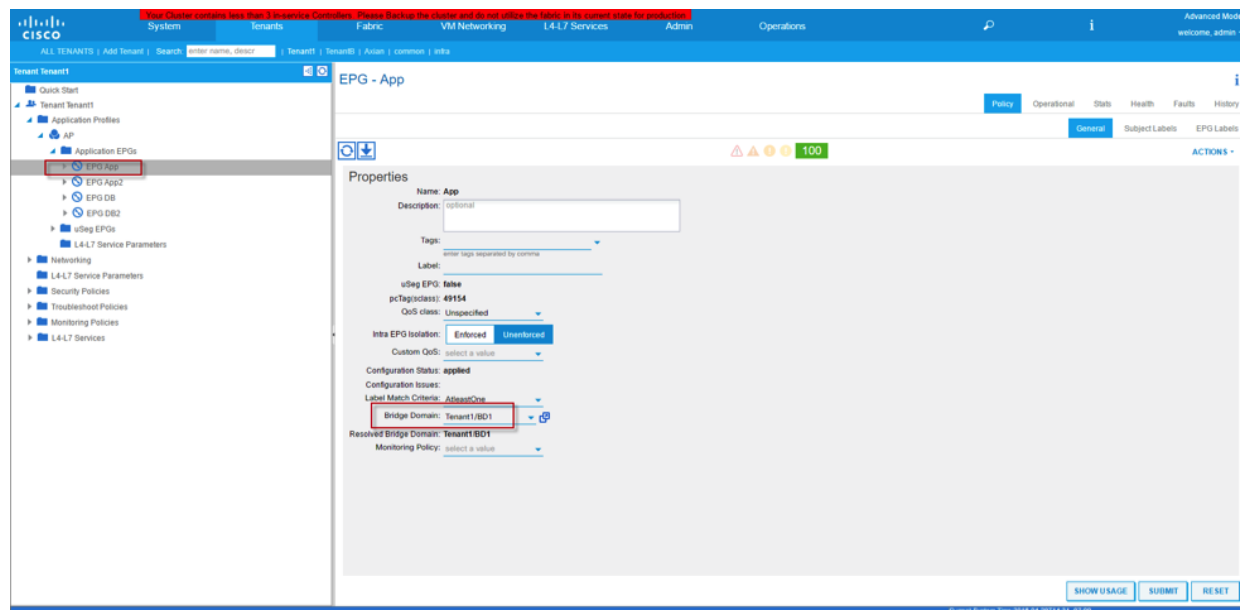 Your Cluster contains less than 3 in-service Controllers. Please Backup the cluster and do not utilize the fabric in its current state for production.
CISCO
System Tenants Fabric VM Networking L4-L7 Services Admin Operations
i
Advanced Mode
welcome, admin
ALL TENANTS | Add Tenant | Search enter name, descr | Tenant1 | TenantB | Axian | common | infra
Tenant Tenant1
Quick Start
Tenant Tenant1
Application Profiles
AP
Application EPGs
EPG App
EPG App2
EPG DB
EPG DB2
uSeg EPGs
L4-L7 Service Parameters
Networking
L4-L7 Service Parameters
Security Policies
Troubleshoot Policies
Monitoring Policies
L4-L7 Services
EPG - App
i
Policy Operational Stats Health Faults History
General Subject Labels EPG Labels
100
ACTIONS
Properties
Name: App
Description: optional
Tags:
enter tags separated by comma
Label:
uSeg EPG: false
pcTag(sclass): 49154
QoS class: Unspecified
Intra EPG Isolation: Enforced Unenforced
Custom QoS: select a value
Configuration Status: applied
Configuration Issues:
Label Match Criteria: AtleastOne
Bridge Domain: Tenant1/BD1
Resolved Bridge Domain: Tenant1/BD1
Monitoring Policy: select a value
SHOW USAGE SUBMIT RESET